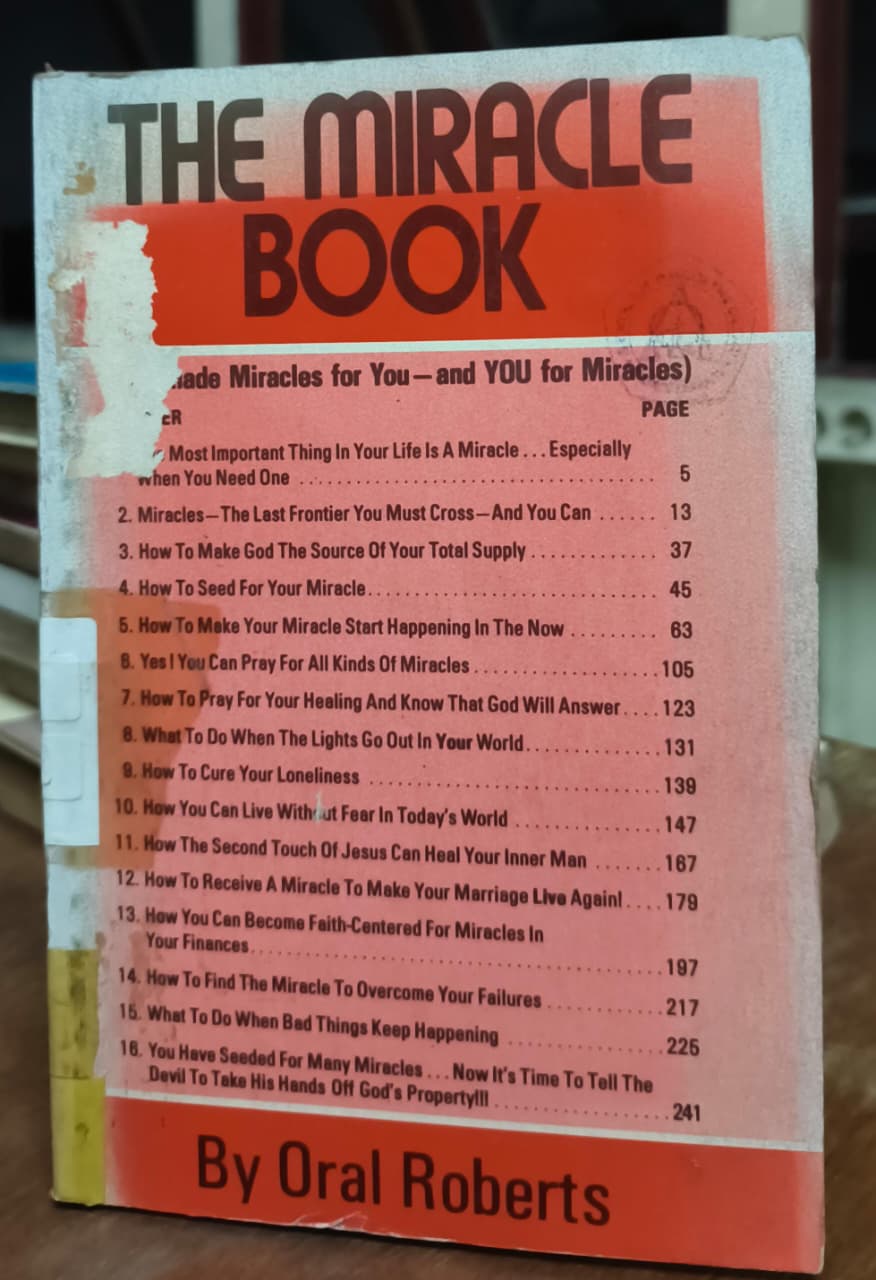 THE MIRACLE
BOOK
ade Miracles for You—and YOU for Miracles)
ER PAGE
Most Important Thing In Your Life Is A Miracle ... Especially
When You Need One .................................... 5
2. Miracles—The Last Frontier You Must Cross—And You Can ...... 13
3. How To Make God The Source Of Your Total Supply ............. 37
4. How To Seed For Your Miracle ............................. 45
5. How To Make Your Miracle Start Happening In The Now ......... 63
6. Yes! You Can Pray For All Kinds Of Miracles .................. 105
7. How To Pray For Your Healing And Know That God Will Answer .... 123
8. What To Do When The Lights Go Out In Your World .............. 131
9. How To Cure Your Loneliness .............................. 139
10. How You Can Live Without Fear In Today's World ............... 147
11. How The Second Touch Of Jesus Can Heal Your Inner Man ....... 167
12. How To Receive A Miracle To Make Your Marriage Live Again! .... 179
13. How You Can Become Faith-Centered For Miracles In
Your Finances .......................................... 197
14. How To Find The Miracle To Overcome Your Failures ............ 217
15. What To Do When Bad Things Keep Happening ................ 225
16. You Have Seeded For Many Miracles ... Now It's Time To Tell The
Devil To Take His Hands Off God's Property!!! .................. 241
By Oral Roberts